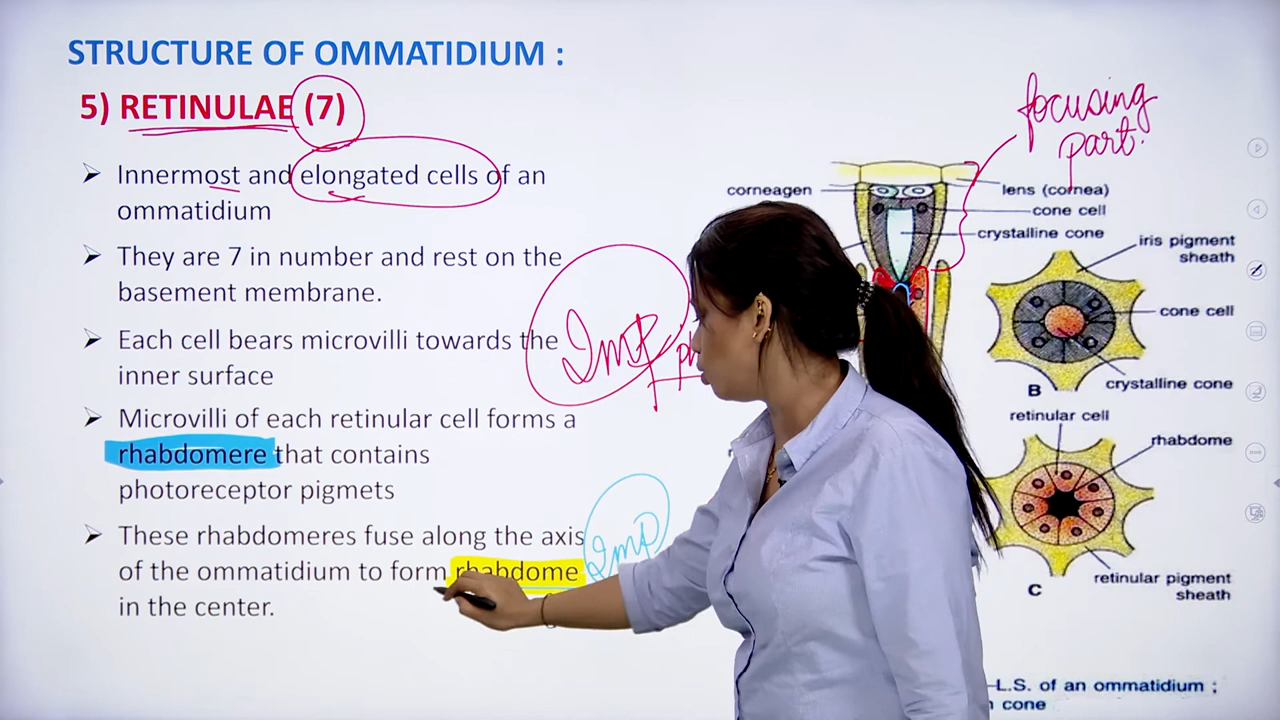 STRUCTURE OF OMMATIDIUM :
5) RETINULAE (7)
Innermost and elongated cells of an
ommatidium
They are 7 in number and rest on the
basement membrane.
Each cell bears microvilli towards the
inner surface
Microvilli of each retinular cell forms a
rhabdomere that contains
photoreceptor pigmets
These rhabdomeres fuse along the axis
of the ommatidium to form rhabdome
in the center.
Imp
Imp
focusing
part.
corneagen
lens (cornea)
cone cell
crystalline cone
iris pigment
sheath
cone cell
B
crystalline cone
retinular cell
rhabdome
retinular pigment
sheath
C
L.S. of an ommatidium ;
cone